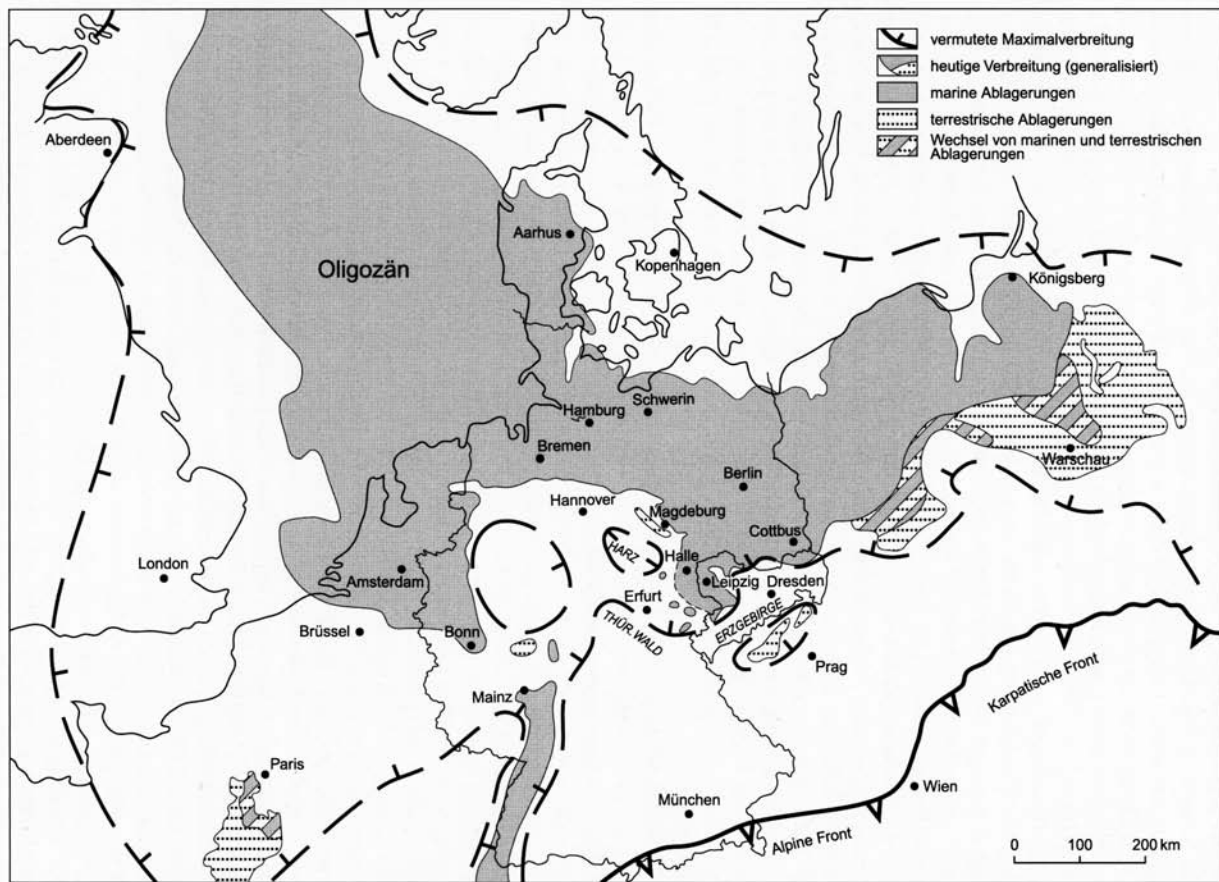 vermutete Maximalverbreitung
heutige Verbreitung (generalisiert)
marine Ablagerungen
terrestrische Ablagerungen
Wechsel von marinen und terrestrischen
Ablagerungen
Aberdeen
Aarhus
Kopenhagen
Oligozän
Königsberg
Schwerin
Hamburg
Bremen
Warschau
Berlin
Hannover
Magdeburg
Cottbus
HARZ
Halle
London
Amsterdam
Leipzig
Dresden
Erfurt
Brüssel
Bonn
THÜR. WALD
ERZGEBIRGE
Prag
Mainz
Karpatische Front
Paris
Wien
München
Alpine Front
0 100 200 km